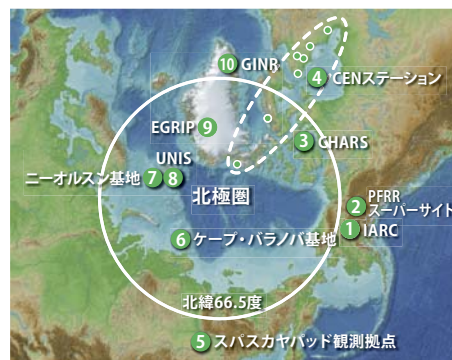 10 GINR
4 CENステーション
EGRIP 9
3 CHARS
UNIS
ニーオルスン基地 7 8
北極圏
2 PFRR
スーパーサイト
1 IARC
6 ケープ・バラノバ基地
北緯66.5度
5 スパスカヤパッド観測拠点